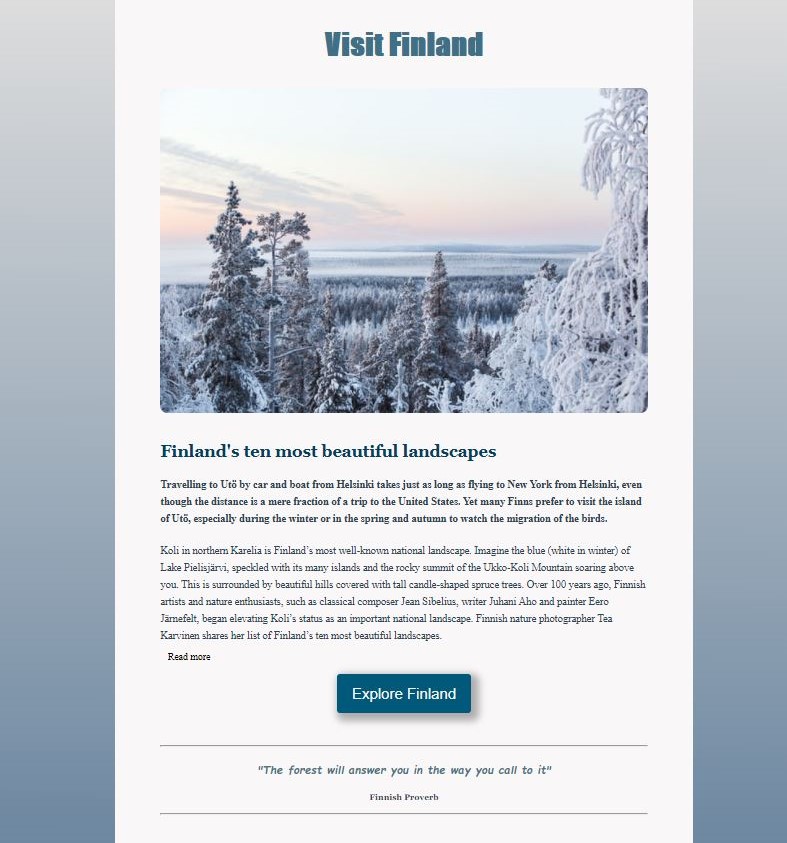 Visit Finland
Finland's ten most beautiful landscapes
Travelling to Utö by car and boat from Helsinki takes just as long as flying to New York from Helsinki, even
though the distance is a mere fraction of a trip to the United States. Yet many Finns prefer to visit the island
of Utö, especially during the winter or in the spring and autumn to watch the migration of the birds.
Koli in northern Karelia is Finland’s most well-known national landscape. Imagine the blue (white in winter) of
Lake Pielisjärvi, speckled with its many islands and the rocky summit of the Ukko-Koli Mountain soaring above
you. This is surrounded by beautiful hills covered with tall candle-shaped spruce trees. Over 100 years ago, Finnish
artists and nature enthusiasts, such as classical composer Jean Sibelius, writer Juhani Aho and painter Eero
Järnefelt, began elevating Koli’s status as an important national landscape. Finnish nature photographer Tea
Karvinen shares her list of Finland’s ten most beautiful landscapes.
Read more
Explore Finland
"The forest will answer you in the way you call to it"
Finnish Proverb